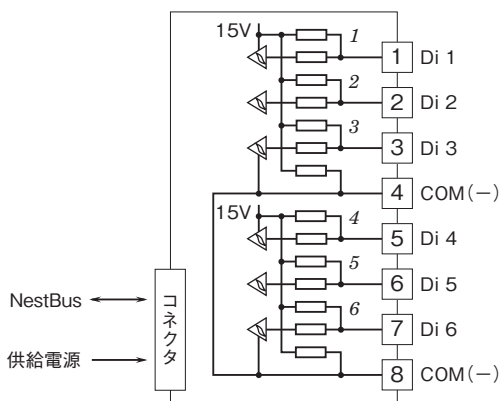 15V
1
1 Di 1
2
2 Di 2
3
3 Di 3
4 COM(−)
15V
4
5 Di 4
5
6 Di 5
6
7 Di 6
8 COM(−)
NestBus
コネクタ
供給電源